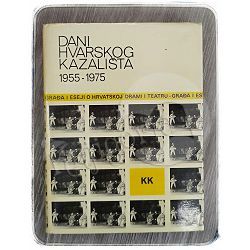 DANI
HVARSKOG
KAZALIŠTA
1955-1975
GRAĐA I ESEJI O HRVATSKOJ DRAMI I TEATRU - GRAĐA I ES
KK